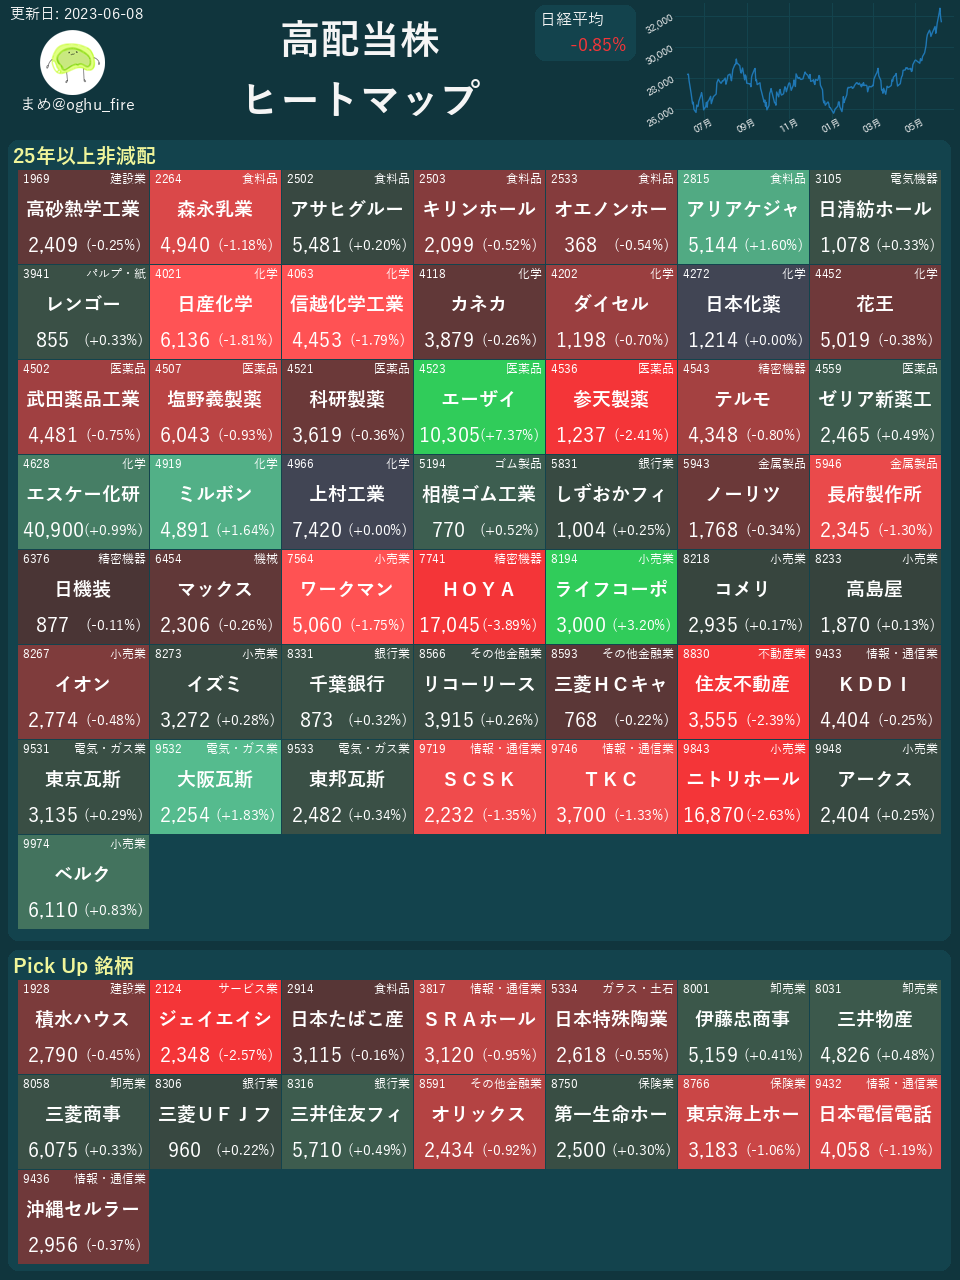 更新日: 2023-06-08
まめ@oghu_fire
高配当株
ヒートマップ
日経平均
-0.85%
32,000
30,000
28,000
26,000
07月 09月 11月 01月 03月 05月
25年以上非減配
1969 建設業 2264 食料品 2502 食料品 2503 食料品 2533 食料品 2815 食料品 3105 電気機器
高砂熱学工業 森永乳業 アサヒグルー キリンホール オエノンホー アリアケジャ 日清紡ホール
2,409 (-0.25%) 4,940 (-1.18%) 5,481 (+0.20%) 2,099 (-0.52%) 368 (-0.54%) 5,144 (+1.60%) 1,078 (+0.33%)
3941 パルプ・紙 4021 化学 4063 化学 4118 化学 4202 化学 4272 化学 4452 化学
レンゴー 日産化学 信越化学工業 カネカ ダイセル 日本化薬 花王
855 (+0.33%) 6,136 (-1.81%) 4,453 (-1.79%) 3,879 (-0.26%) 1,198 (-0.70%) 1,214 (+0.00%) 5,019 (-0.38%)
4502 医薬品 4507 医薬品 4521 医薬品 4523 医薬品 4536 医薬品 4543 精密機器 4559 医薬品
武田薬品工業 塩野義製薬 科研製薬 エーザイ 参天製薬 テルモ ゼリア新薬工
4,481 (-0.75%) 6,043 (-0.93%) 3,619 (-0.36%) 10,305(+7.37%) 1,237 (-2.41%) 4,348 (-0.80%) 2,465 (+0.49%)
4628 化学 4919 化学 4966 化学 5194 ゴム製品 5831 銀行業 5943 金属製品 5946 金属製品
エスケー化研 ミルボン 上村工業 相模ゴム工業 しずおかフィ ノーリツ 長府製作所
40,900(+0.99%) 4,891 (+1.64%) 7,420 (+0.00%) 770 (+0.52%) 1,004 (+0.25%) 1,768 (-0.34%) 2,345 (-1.30%)
6376 精密機器 6454 機械 7564 小売業 7741 精密機器 8194 小売業 8218 小売業 8233 小売業
日機装 マックス ワークマン ＨＯＹＡ ライフコーポ コメリ 高島屋
877 (-0.11%) 2,306 (-0.26%) 5,060 (-1.75%) 17,045(-3.89%) 3,000 (+3.20%) 2,935 (+0.17%) 1,870 (+0.13%)
8267 小売業 8273 小売業 8331 銀行業 8566 その他金融業 8593 その他金融業 8830 不動産業 9433 情報・通信業
イオン イズミ 千葉銀行 リコーリース 三菱ＨＣキャ 住友不動産 ＫＤＤＩ
2,774 (-0.48%) 3,272 (+0.28%) 873 (+0.32%) 3,915 (+0.26%) 768 (-0.22%) 3,555 (-2.39%) 4,404 (-0.25%)
9531 電気・ガス業 9532 電気・ガス業 9533 電気・ガス業 9719 情報・通信業 9746 情報・通信業 9843 小売業 9948 小売業
東京瓦斯 大阪瓦斯 東邦瓦斯 ＳＣＳＫ ＴＫＣ ニトリホール アークス
3,135 (+0.29%) 2,254 (+1.83%) 2,482 (+0.34%) 2,232 (-1.35%) 3,700 (-1.33%) 16,870(-2.63%) 2,404 (+0.25%)
9974 小売業
ベルク
6,110 (+0.83%)
Pick Up 銘柄
1928 建設業 2124 サービス業 2914 食料品 3817 情報・通信業 5334 ガラス・土石 8001 卸売業 8031 卸売業
積水ハウス ジェイエイシ 日本たばこ産 ＳＲＡホール 日本特殊陶業 伊藤忠商事 三井物産
2,790 (-0.45%) 2,348 (-2.57%) 3,115 (-0.16%) 3,120 (-0.95%) 2,618 (-0.55%) 5,159 (+0.41%) 4,826 (+0.48%)
8058 卸売業 8306 銀行業 8316 銀行業 8591 その他金融業 8750 保険業 8766 保険業 9432 情報・通信業
三菱商事 三菱ＵＦＪフ 三井住友フィ オリックス 第一生命ホー 東京海上ホー 日本電信電話
6,075 (+0.33%) 960 (+0.22%) 5,710 (+0.49%) 2,434 (-0.92%) 2,500 (+0.30%) 3,183 (-1.06%) 4,058 (-1.19%)
9436 情報・通信業
沖縄セルラー
2,956 (-0.37%)